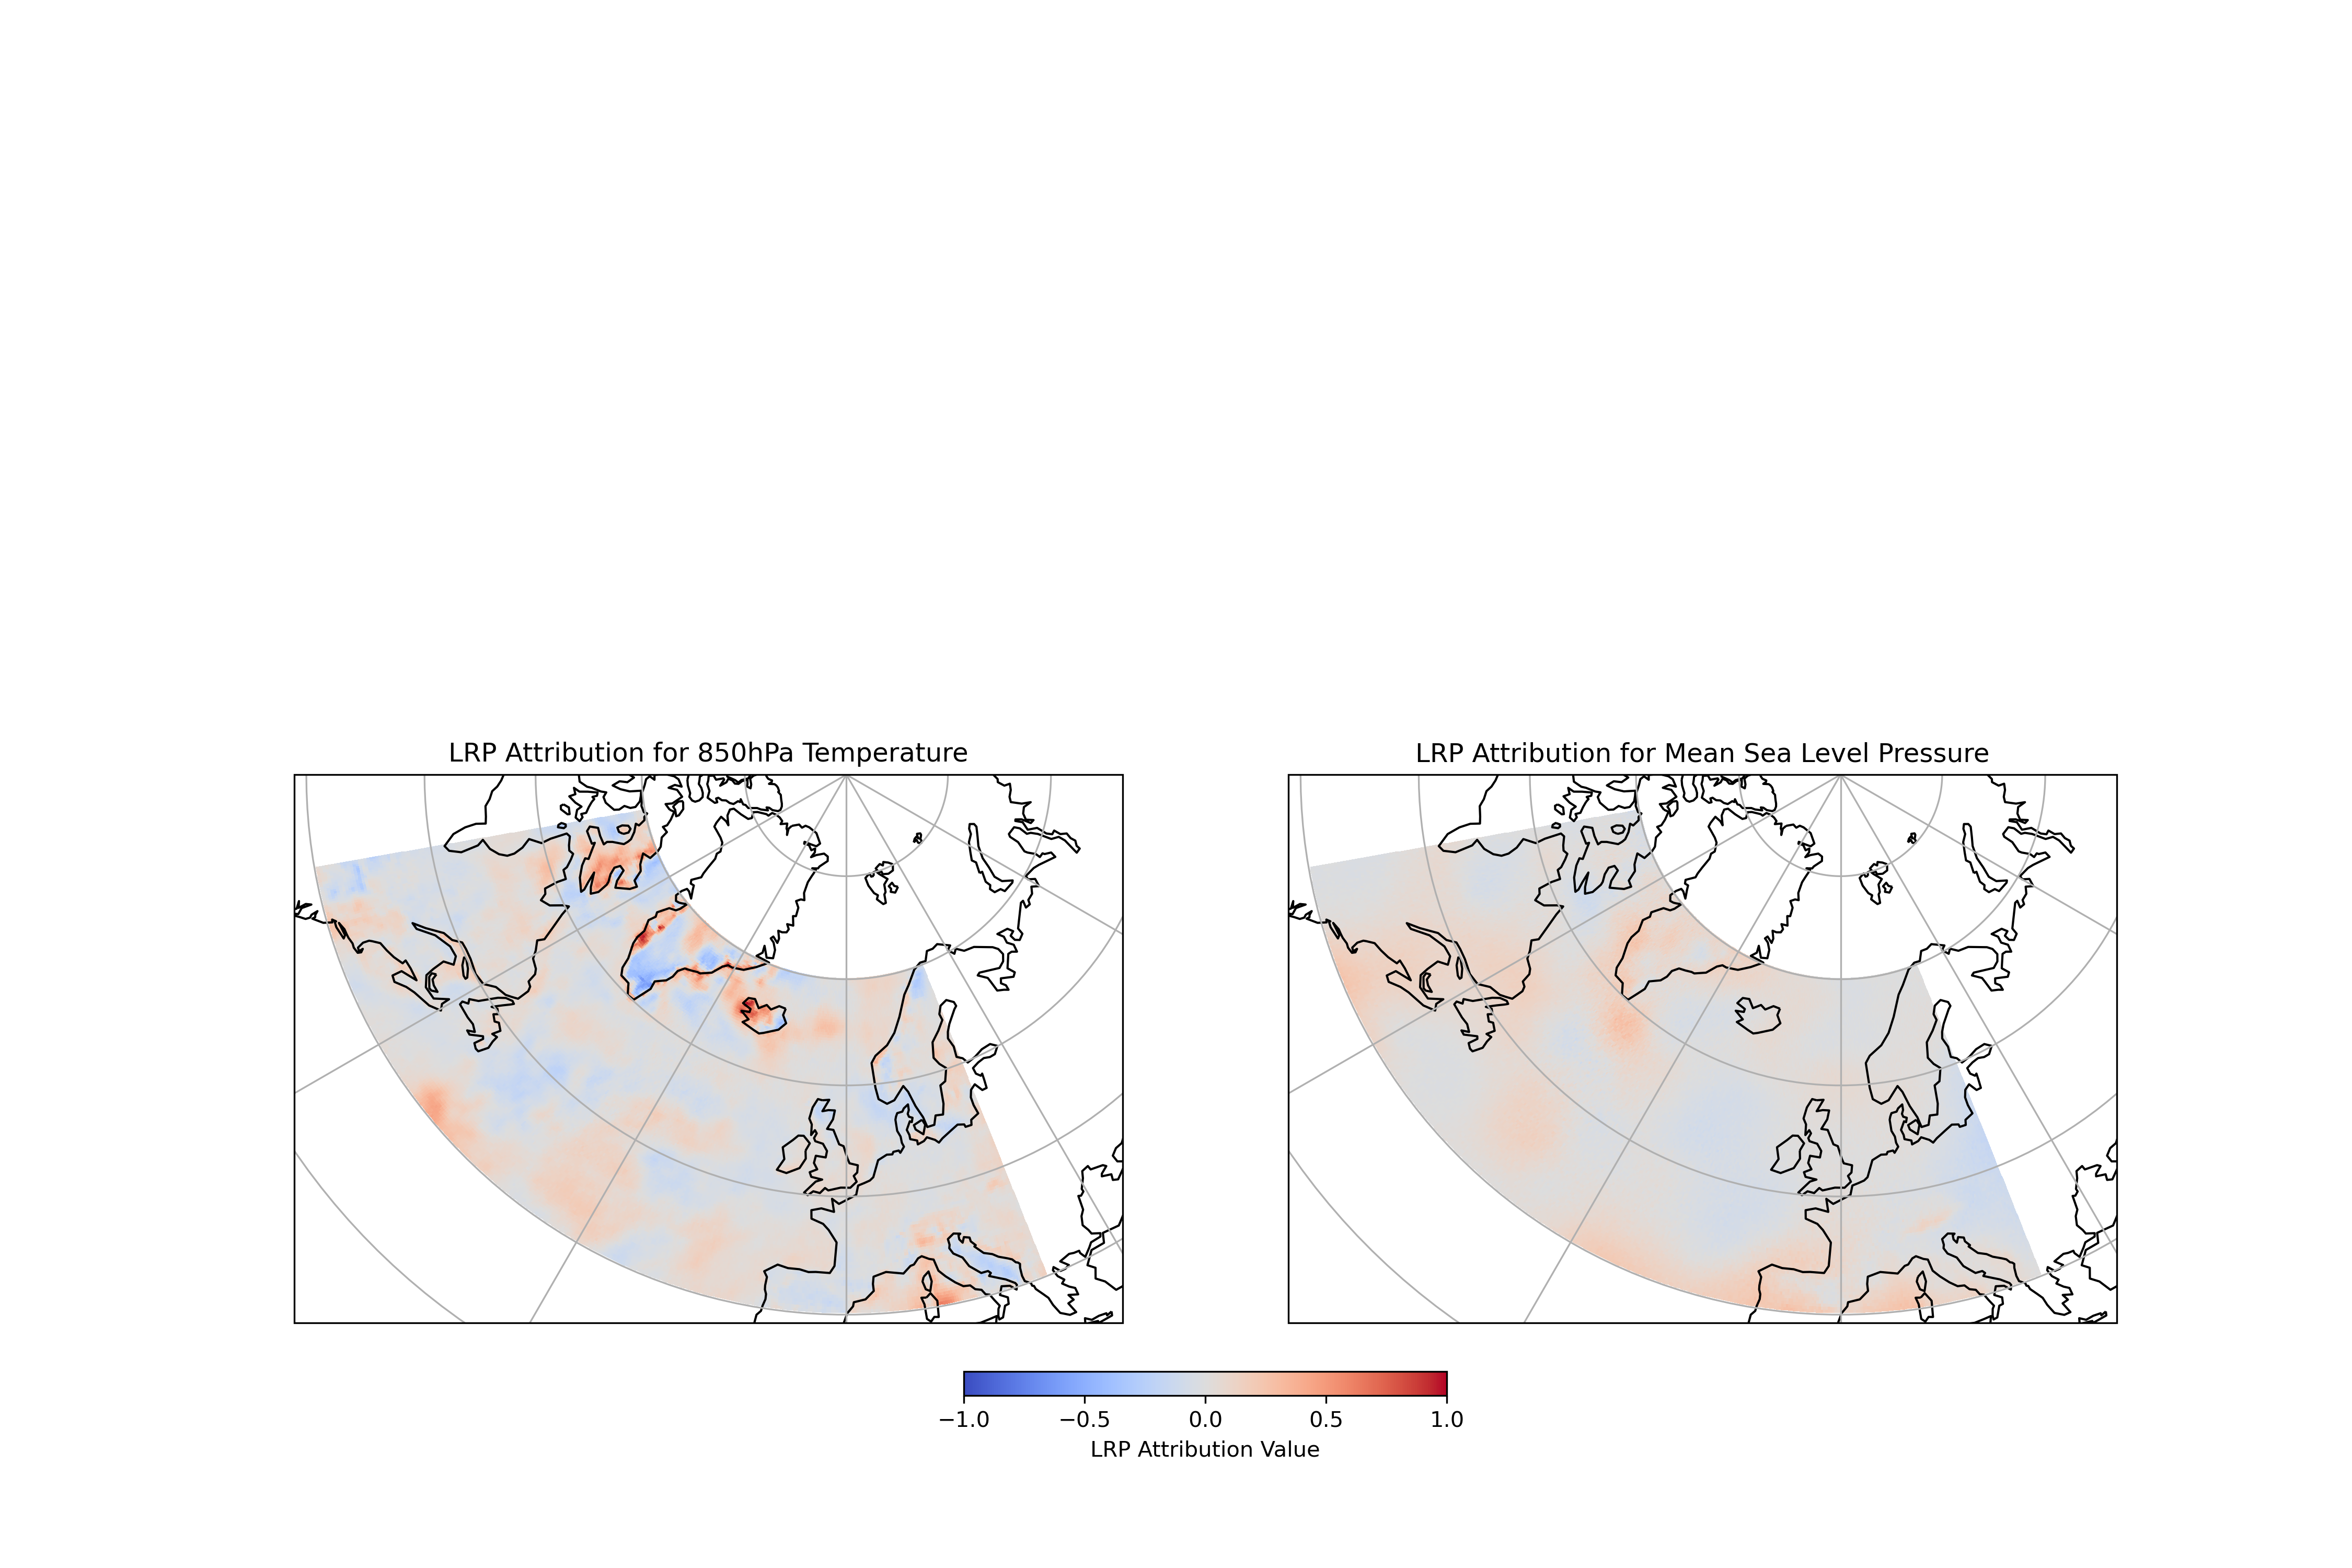 LRP Attribution for 850hPa Temperature
LRP Attribution for Mean Sea Level Pressure
−1.0 −0.5 0.0 0.5 1.0
LRP Attribution Value